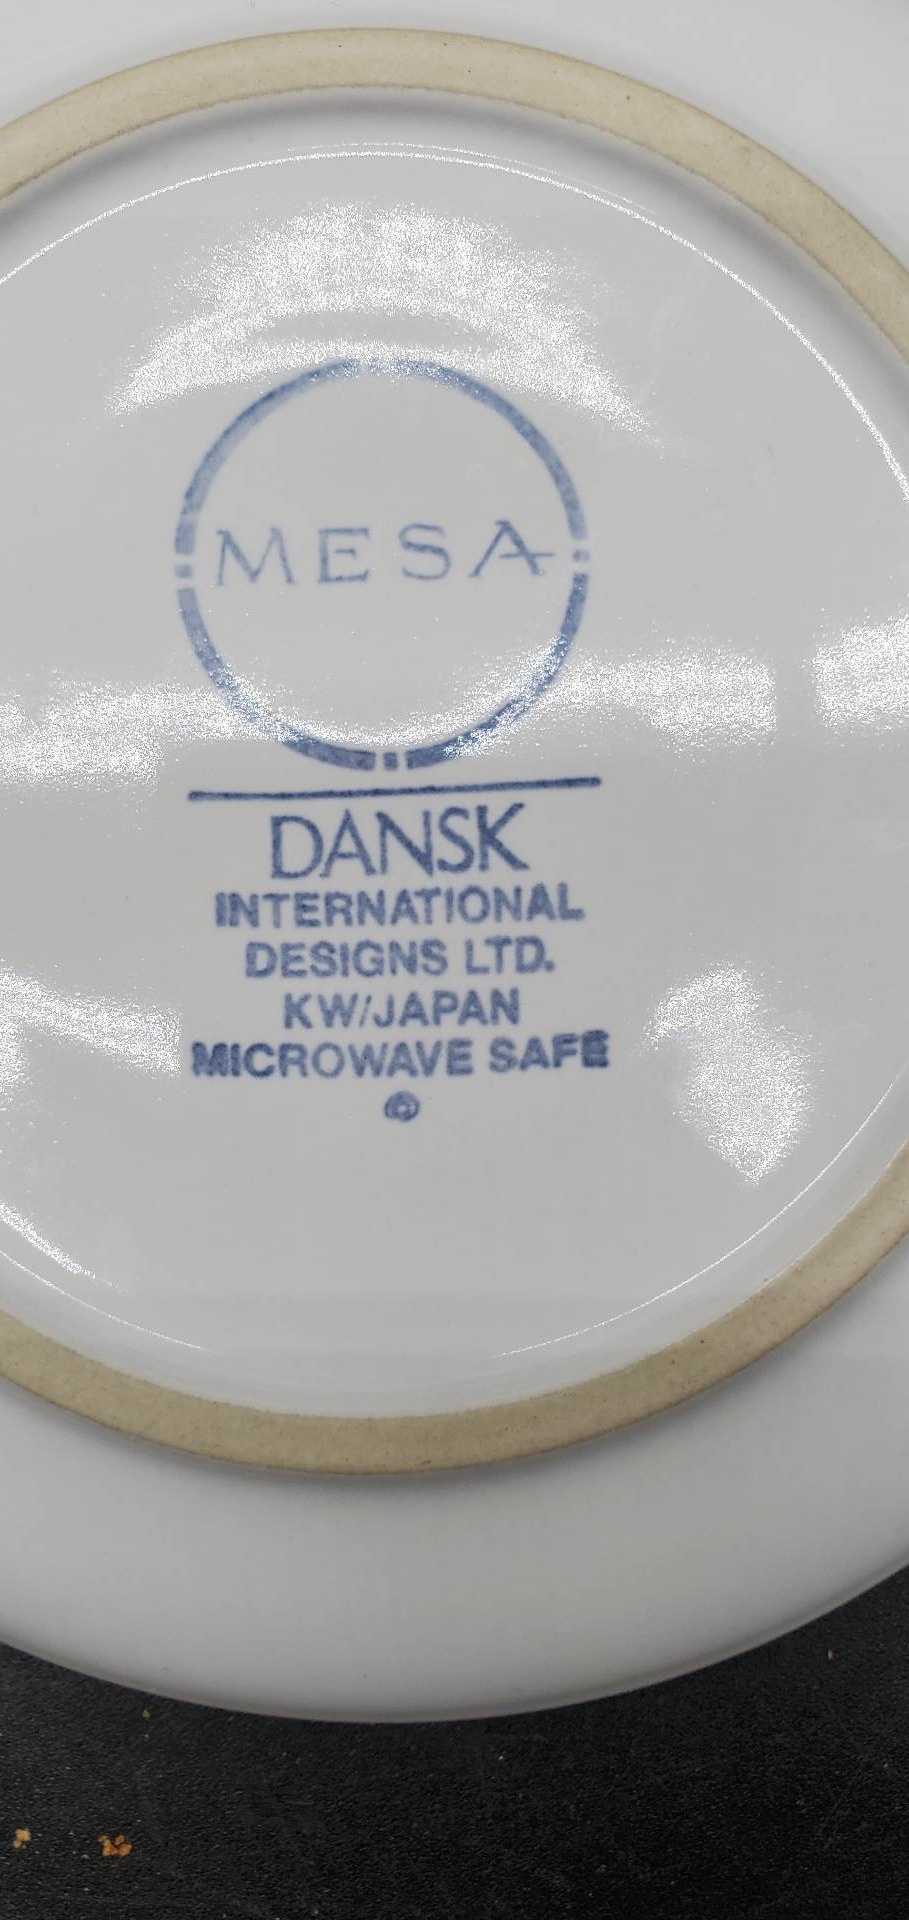 MESA
DANSK
INTERNATIONAL
DESIGNS LTD.
KW/JAPAN
MICROWAVE SAFE
©